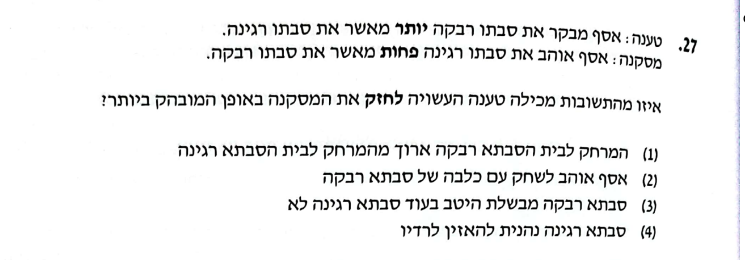 27. טענה: אסף מבקר את סבתו רבקה יותר מאשר את סבתו רגינה.
מסקנה: אסף אוהב את סבתו רגינה פחות מאשר את סבתו רבקה.
איזו מהתשובות מכילה טענה העשויה לחזק את המסקנה באופן המובהק ביותר?
(1) המרחק לבית הסבתא רבקה ארוך מהמרחק לבית הסבתא רגינה
(2) אסף אוהב לשחק עם כלבה של סבתא רבקה
(3) סבתא רבקה מבשלת היטב בעוד סבתא רגינה לא
(4) סבתא רגינה נהנית להאזין לרדיו